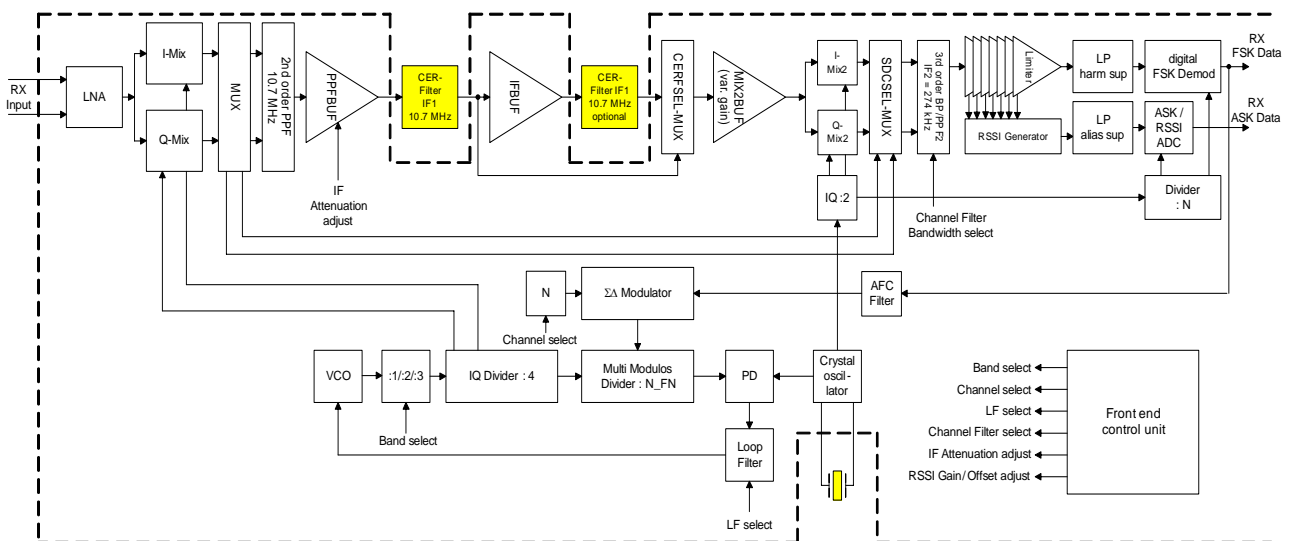 RX
Input
LNA
I-Mix
Q-Mix
MUX
2nd order PPF
10.7 MHz
PPFBUF
IF
Attenuation
adjust
CER-
Filter
IF1
10.7 MHz
IFBUF
CER-
Filter IF1
10.7 MHz
optional
CERFSEL-MUX
MIX2BUF
(var. gain)
I-
Mix2
Q-
Mix2
IQ :2
SDCSEL-MUX
3rd order BP /PP F2
IF2 = 274 kHz
Channel Filter
Bandwidth select
Limiter
RSSI Generator
LP
harm sup
LP
alias sup
digital
FSK Demod
ASK /
RSSI
ADC
Divider
: N
RX
FSK Data
RX
ASK Data
N
Channel select
ΣΔ Modulator
AFC
Filter
VCO
:1/:2/:3
Band select
IQ Divider : 4
Multi Modulos
Divider : N_FN
PD
Crystal
oscil-
lator
Loop
Filter
LF select
Band select
Channel select
LF select
Channel Filter select
IF Attenuation adjust
RSSI Gain/Offset adjust
Front end
control unit